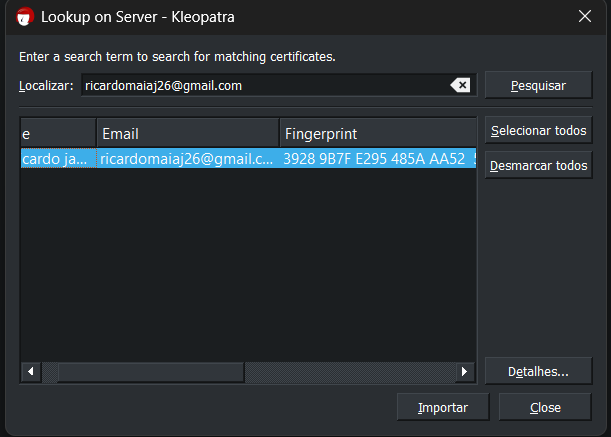 Lookup on Server - Kleopatra
Enter a search term to search for matching certificates.
Localizar: ricardomaiaj26@gmail.com Pesquisar
e Email Fingerprint Selecionar todos
cardo ja... ricardomaiaj26@gmail.c... 3928 9B7F E295 485A AA52
Desmarcar todos
Detalhes...
Importar Close